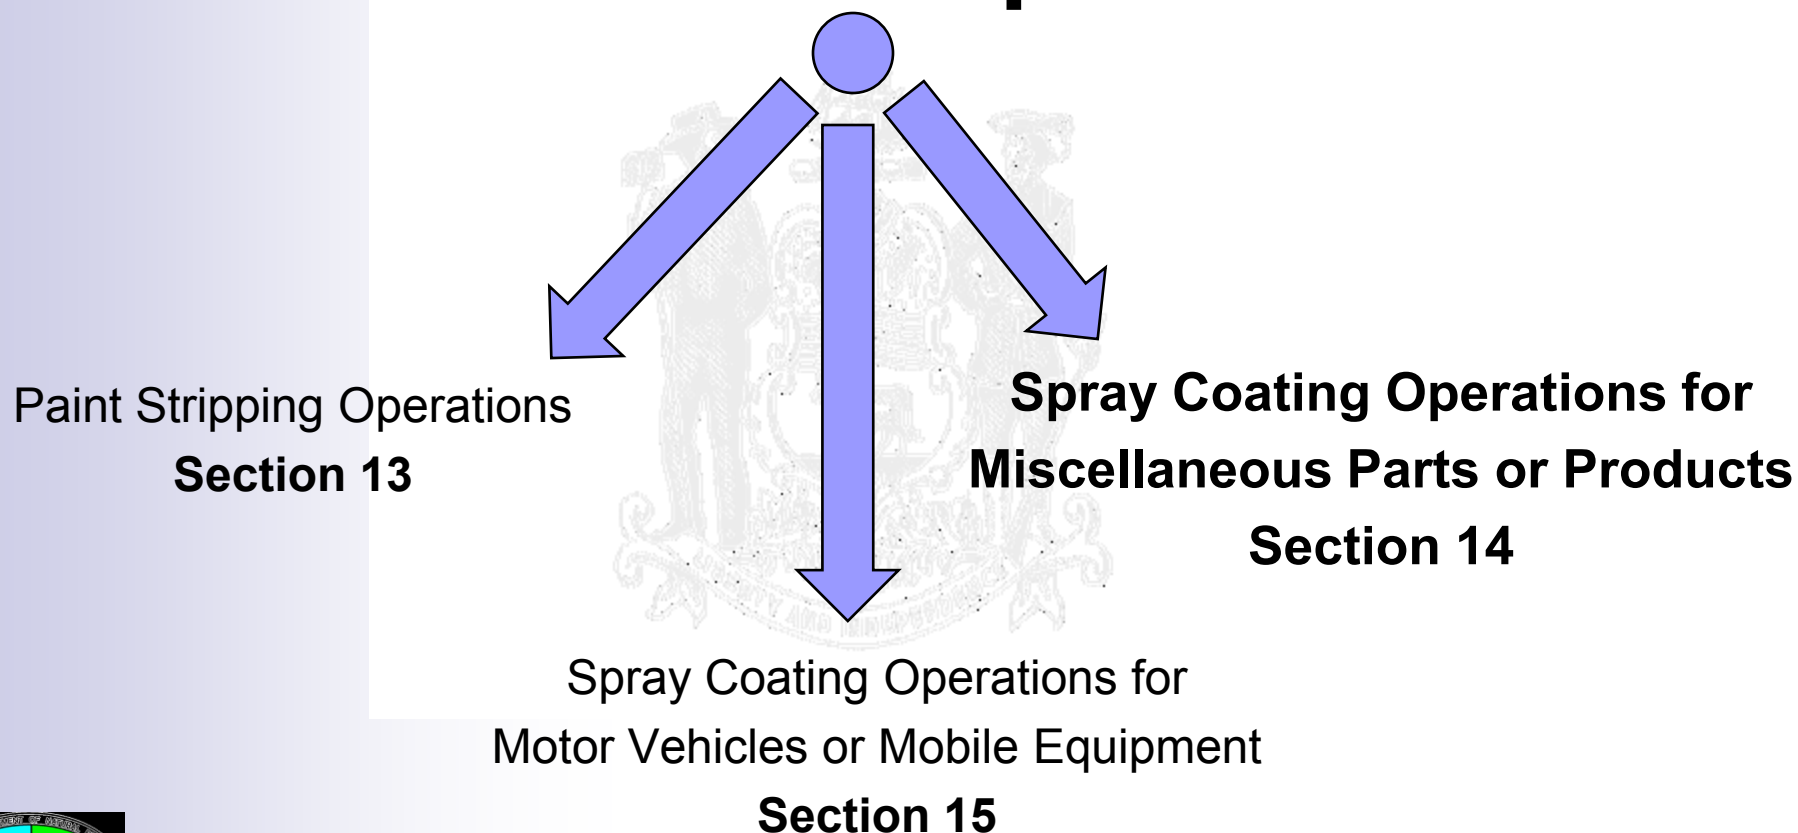 Paint Stripping Operations
Section 13
Spray Coating Operations for
Miscellaneous Parts or Products
Section 14
Spray Coating Operations for
Motor Vehicles or Mobile Equipment
Section 15